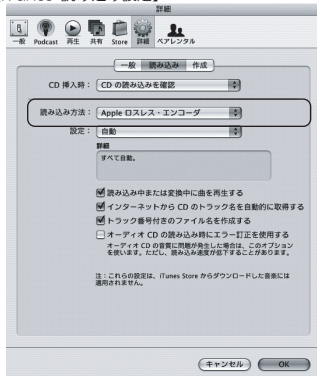 詳細
一般 Podcast 再生 共有 Store 詳細 ペアレンタル
一般 読み込み 作成
CD 挿入時： CD の読み込みを確認
読み込み方法： Apple ロスレス・エンコーダ
設定： 自動
詳細
すべて自動。
読み込み中または変換中に曲を再生する
インターネットから CD のトラック名を自動的に取得する
トラック番号付きのファイル名を作成する
オーディオ CD の読み込み時にエラー訂正を使用する
オーディオ CD の音質に問題が発生した場合は、このオプション
を使います。ただし、読み込み速度が低下することがあります。
注：これらの設定は、iTunes Store からダウンロードした音楽には
適用されません。
キャンセル OK